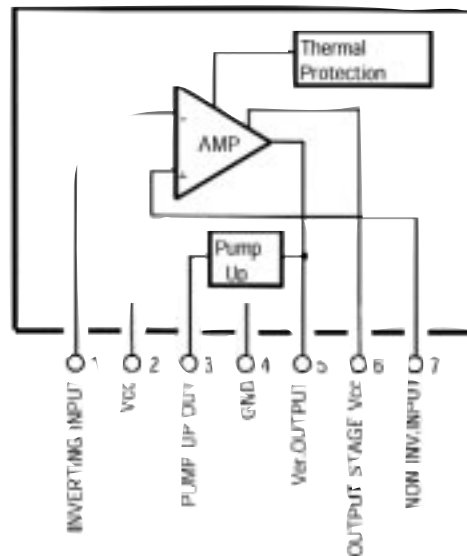 Thermal
Protection
-
AMP
+
Pump
Up
1
2
3
4
5
6
7
INVERTING INPUT
Vcc
PUMP UP OUT
GND
Ver.OUTPUT
OUTPUT STAGE Vcc
NON INV.INPUT